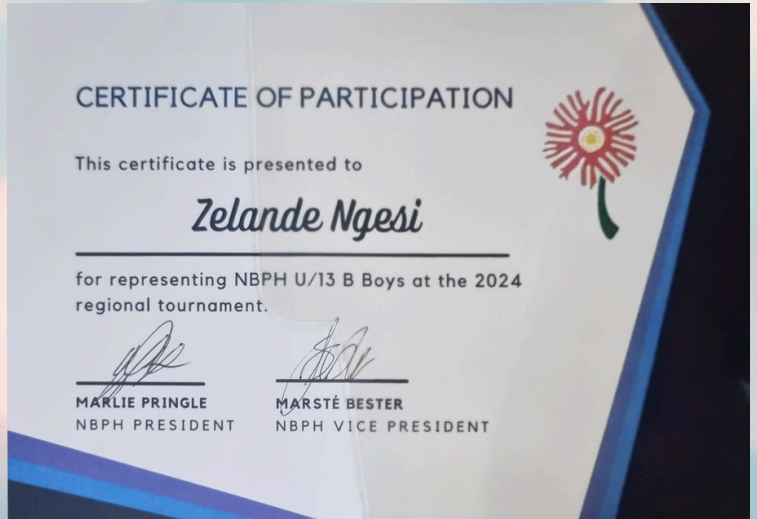 CERTIFICATE OF PARTICIPATION
This certificate is presented to
Zelande Ngesi
for representing NBPH U/13 B Boys at the 2024
regional tournament.
MARLIE PRINGLE
NBPH PRESIDENT
MARSTÉ BESTER
NBPH VICE PRESIDENT